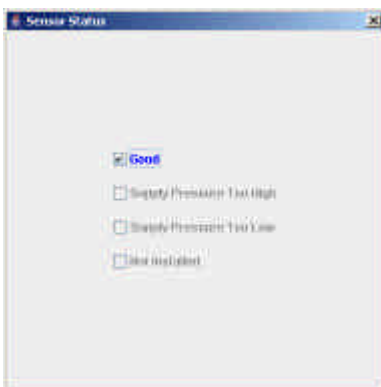 Sensor Status
Good
Supply Pressure Too High
Supply Pressure Too Low
Not Installed